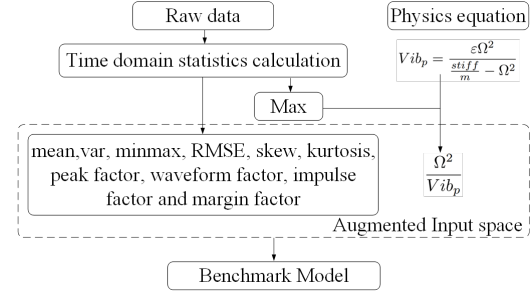 Raw data
Physics equation
Time domain statistics calculation
Vib_p = εΩ² / (stiff/m − Ω²)
Max
mean,var, minmax, RMSE, skew, kurtosis,
peak factor, waveform factor, impulse
factor and margin factor
Ω² / Vib_p
Augmented Input space
Benchmark Model